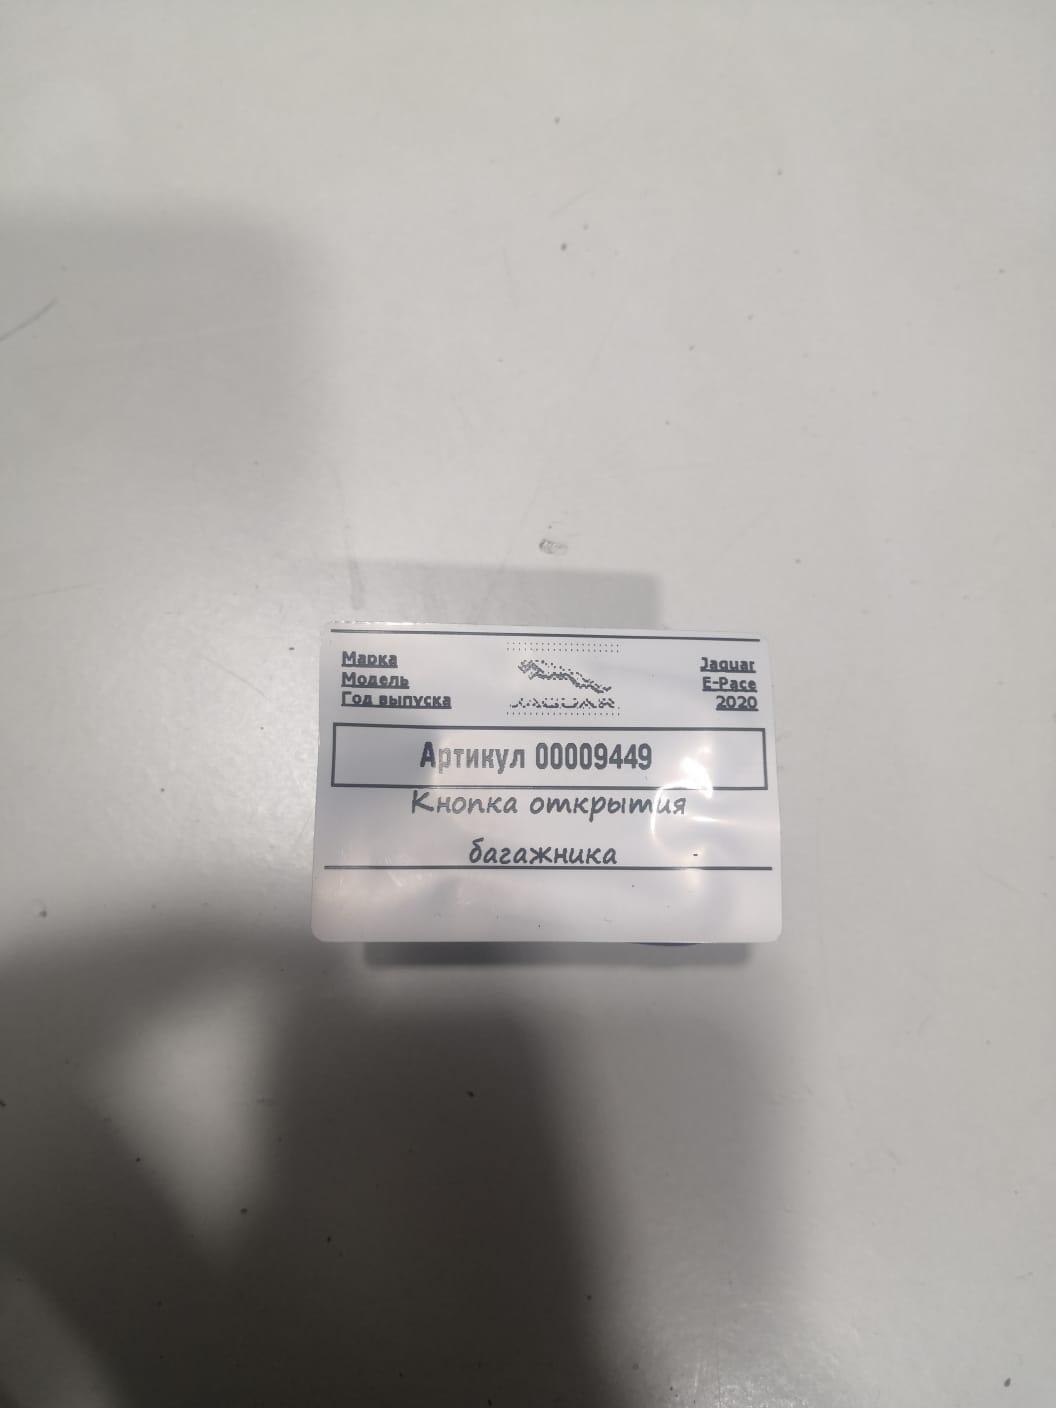 Марка Jaguar
Модель E-Pace
Год выпуска 2020
JAGUAR
Артикул 00009449
Кнопка открытия
багажника